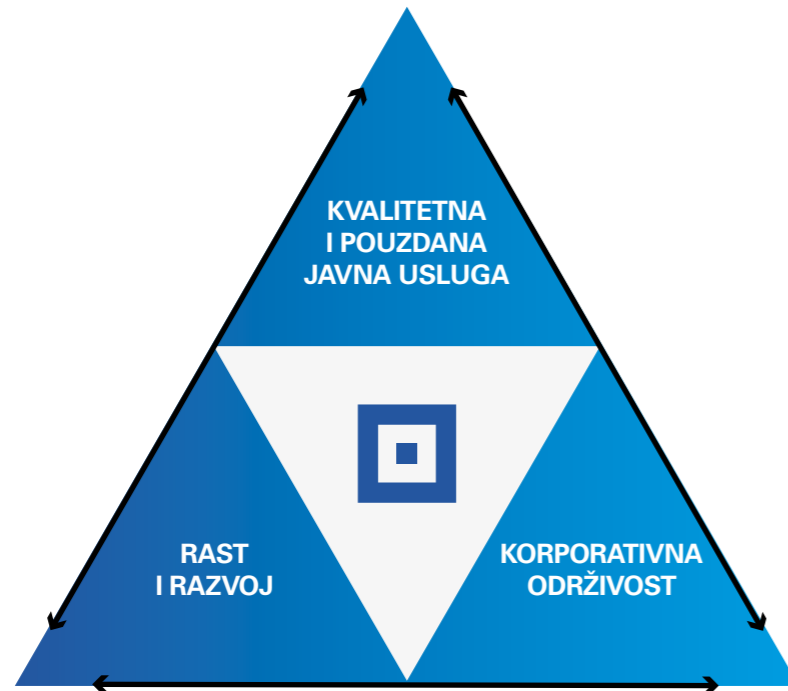 KVALITETNA
I POUZDANA
JAVNA USLUGA
RAST
I RAZVOJ
KORPORATIVNA
ODRŽIVOST